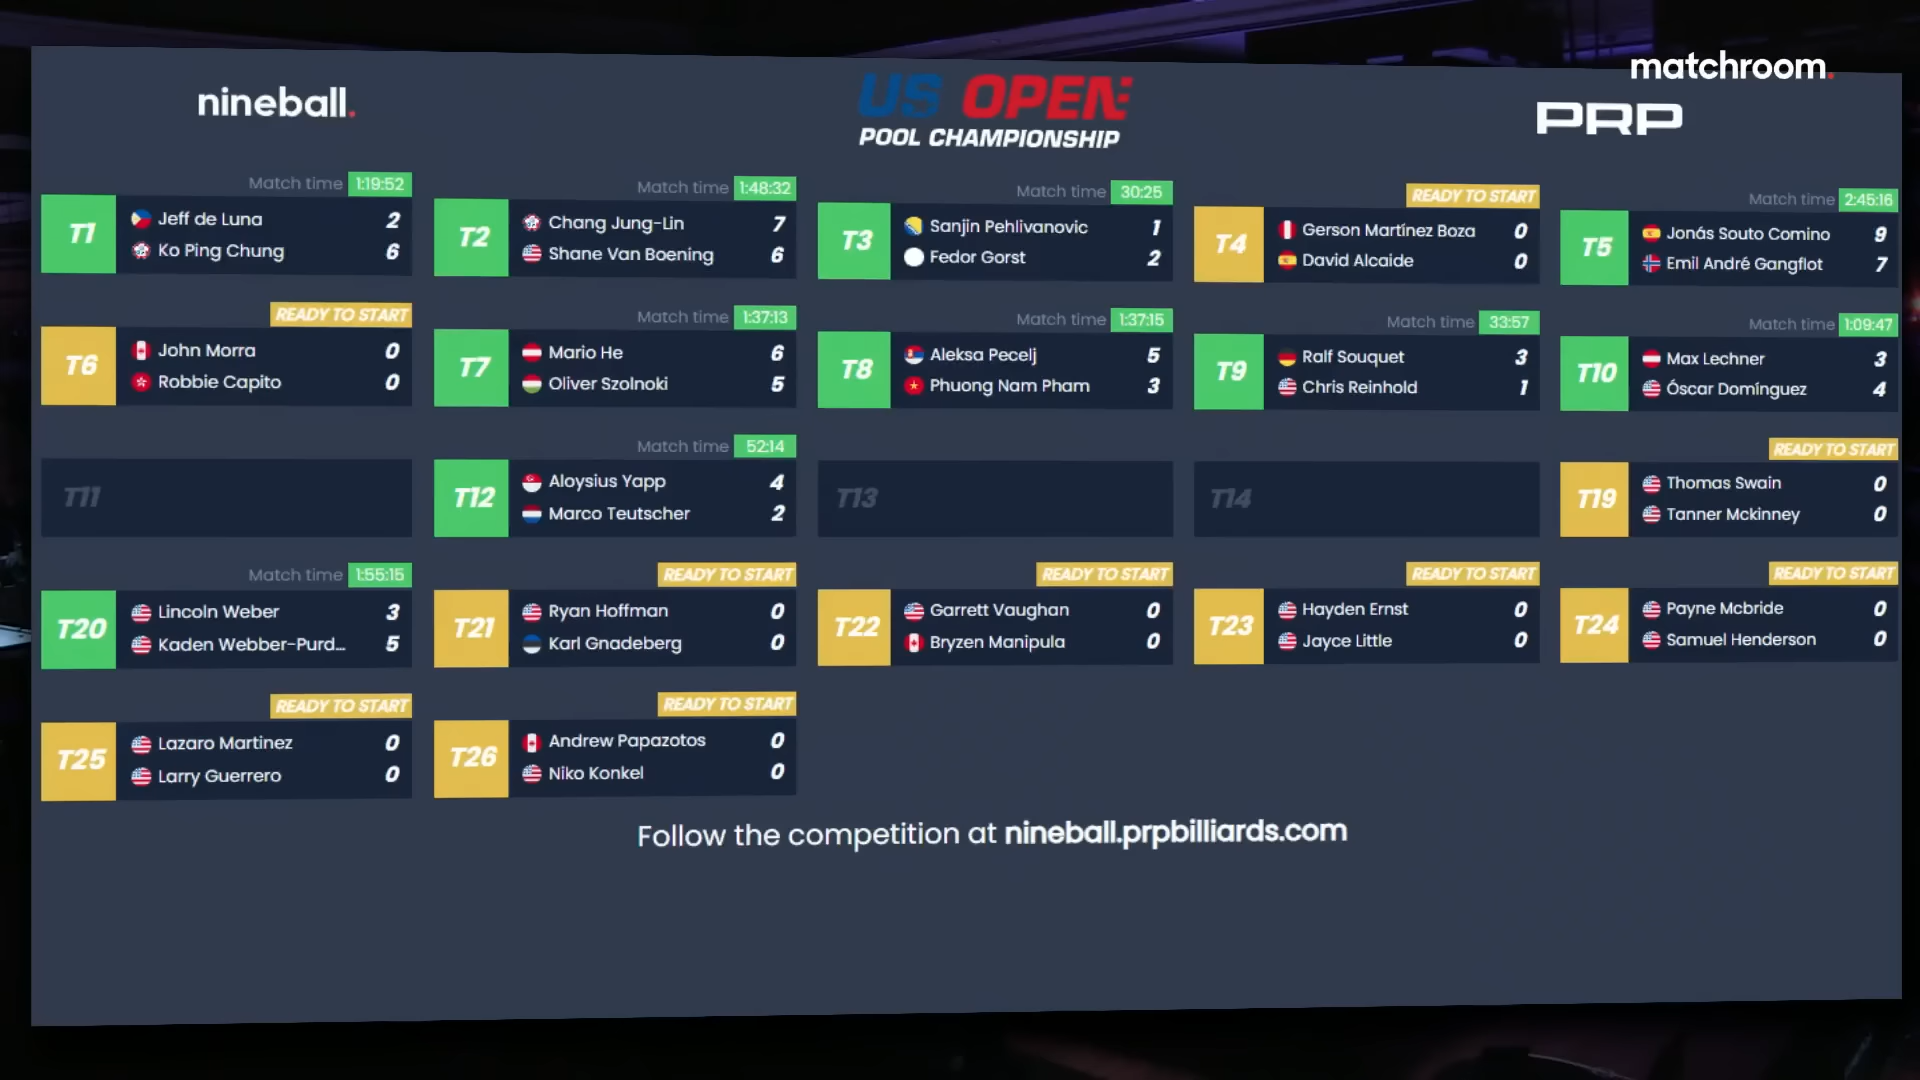 matchroom.
nineball.
US OPEN
POOL CHAMPIONSHIP
PRP
Match time 1:19:52
T1
Jeff de Luna 2
Ko Ping Chung 6
Match time 1:48:32
T2
Chang Jung-Lin 7
Shane Van Boening 6
Match time 30:25
T3
Sanjin Pehlivanovic 1
Fedor Gorst 2
READY TO START
T4
Gerson Martínez Boza 0
David Alcaide 0
Match time 2:45:16
T5
Jonás Souto Comino 9
Emil André Gangflot 7
READY TO START
T6
John Morra 0
Robbie Capito 0
Match time 1:37:13
T7
Mario He 6
Oliver Szolnoki 5
Match time 1:37:15
T8
Aleksa Pecelj 5
Phuong Nam Pham 3
Match time 33:57
T9
Ralf Souquet 3
Chris Reinhold 1
Match time 1:09:47
T10
Max Lechner 3
Óscar Domínguez 4
T11
Match time 52:14
T12
Aloysius Yapp 4
Marco Teutscher 2
T13
T14
READY TO START
T19
Thomas Swain 0
Tanner Mckinney 0
Match time 1:55:15
T20
Lincoln Weber 3
Kaden Webber-Purd... 5
READY TO START
T21
Ryan Hoffman 0
Karl Gnadeberg 0
READY TO START
T22
Garrett Vaughan 0
Bryzen Manipula 0
READY TO START
T23
Hayden Ernst 0
Jayce Little 0
READY TO START
T24
Payne Mcbride 0
Samuel Henderson 0
READY TO START
T25
Lazaro Martinez 0
Larry Guerrero 0
READY TO START
T26
Andrew Papazotos 0
Niko Konkel 0
Follow the competition at nineball.prpbilliards.com